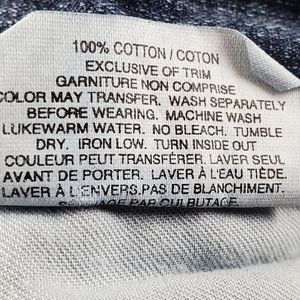 100% COTTON / COTON
EXCLUSIVE OF TRIM
GARNITURE NON COMPRISE
COLOR MAY TRANSFER. WASH SEPARATELY
BEFORE WEARING. MACHINE WASH
LUKEWARM WATER. NO BLEACH. TUMBLE
DRY. IRON LOW. TURN INSIDE OUT
COULEUR PEUT TRANSFÉRER. LAVER SEUL
AVANT DE PORTER. LAVER À L'EAU TIÈDE.
LAVER À L'ENVERS.PAS DE BLANCHIMENT.
PAR CULBUTAGE